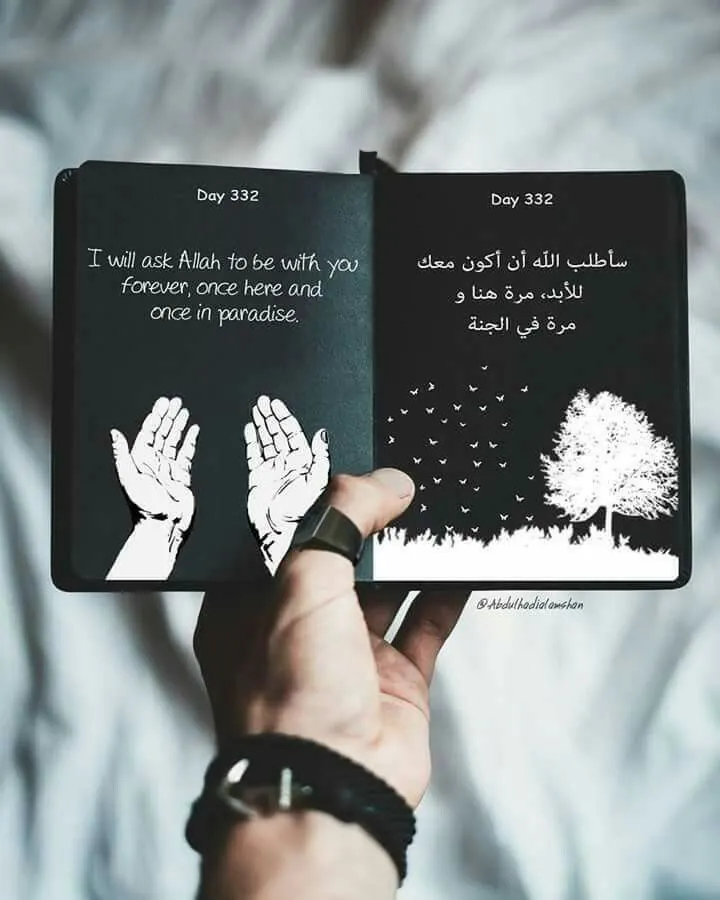 Day 332
I will ask Allah to be with you
forever, once here and
once in paradise.
Day 332
سأطلب الله أن أكون معك
للأبد، مرة هنا و
مرة في الجنة
@Abdulhadialamshan